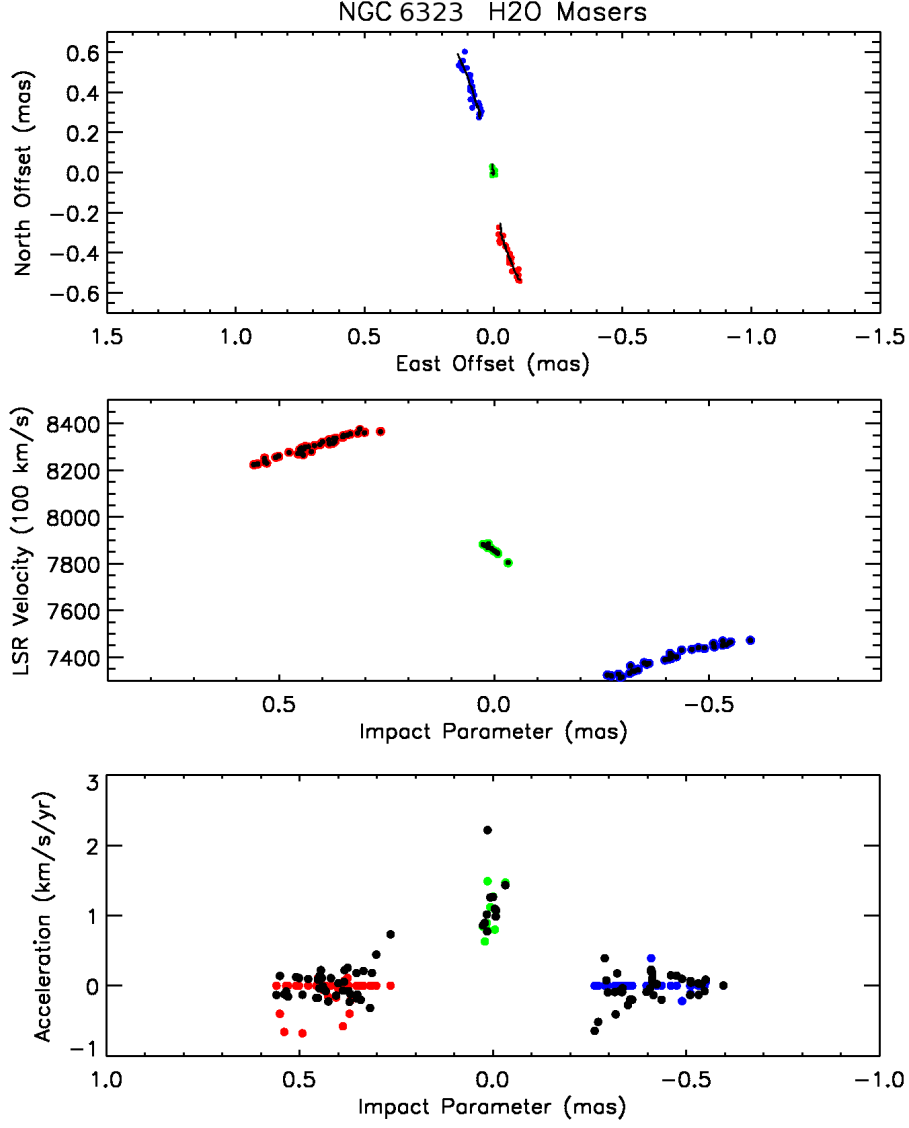 NGC 6323 H2O Masers
0.6
0.4
0.2
0.0
−0.2
−0.4
−0.6
North Offset (mas)
1.5 1.0 0.5 0.0 −0.5 −1.0 −1.5
East Offset (mas)
8400
8200
8000
7800
7600
7400
LSR Velocity (100 km/s)
0.5 0.0 −0.5
Impact Parameter (mas)
3
2
1
0
−1
Acceleration (km/s/yr)
1.0 0.5 0.0 −0.5 −1.0
Impact Parameter (mas)